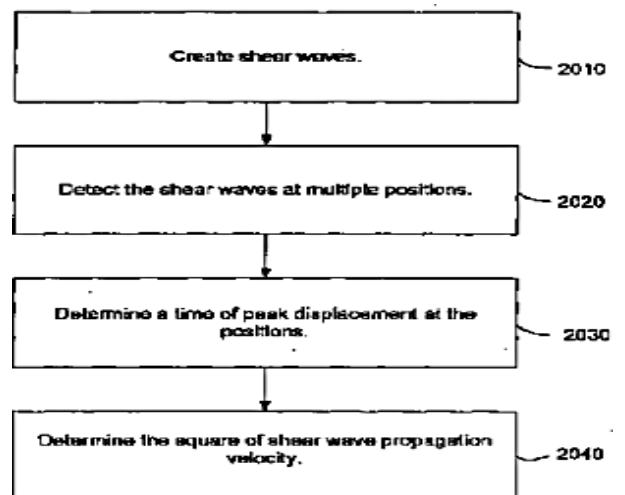 Create shear waves.
2010
Detect the shear waves at multiple positions.
2020
Determine a time of peak displacement at the
positions.
2030
Determine the square of shear wave propagation
velocity.
2040